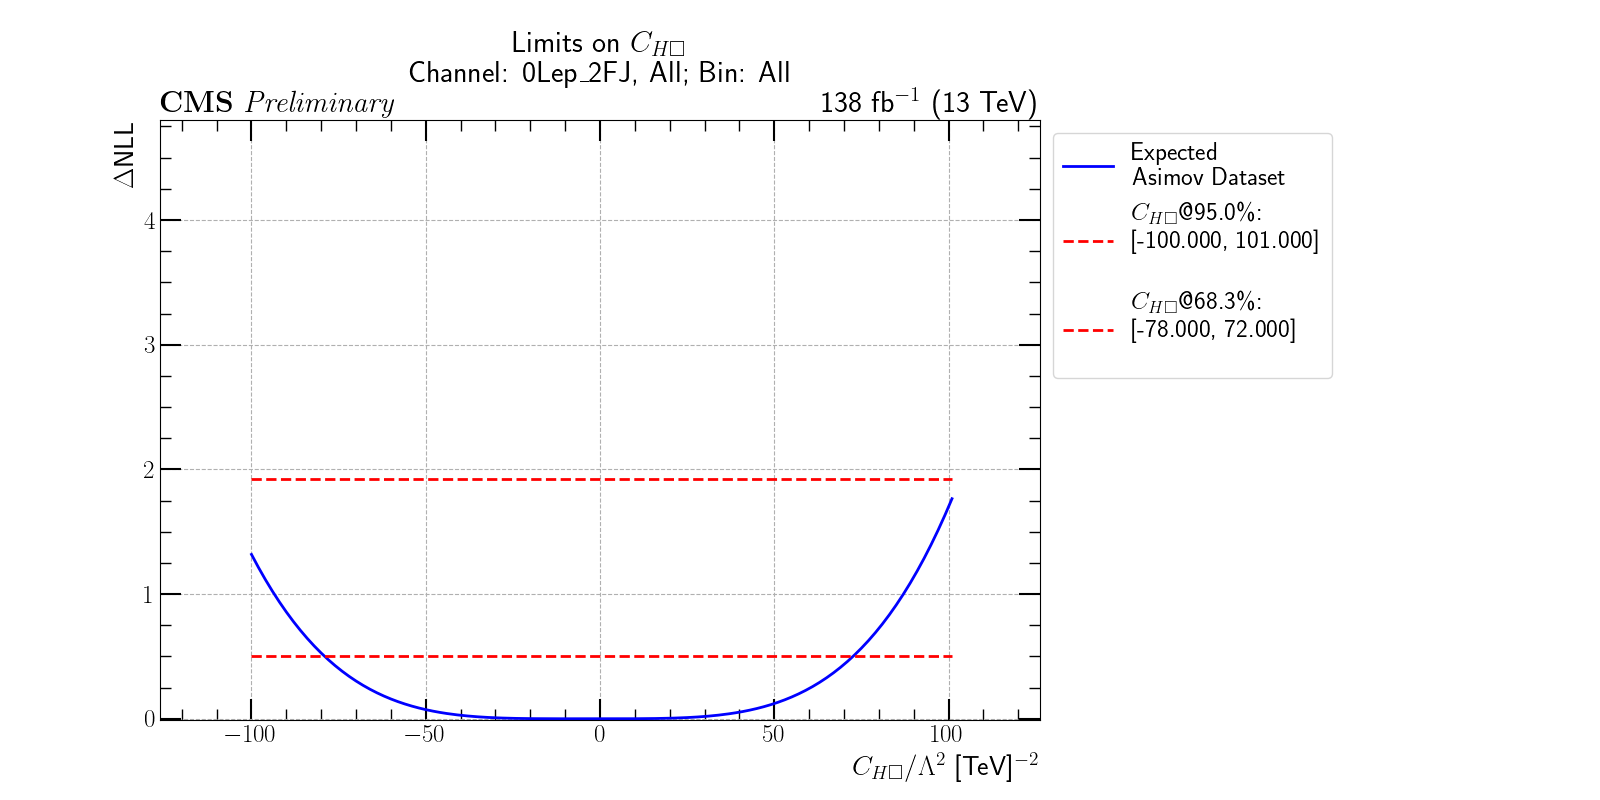 Limits on C_{H□}
Channel: 0Lep_2FJ, All; Bin: All
CMS Preliminary 138 fb⁻¹ (13 TeV)
ΔNLL
4
3
2
1
0
−100 −50 0 50 100
C_{H□}/Λ² [TeV]⁻²
Expected
Asimov Dataset
C_{H□}@95.0%:
[-100.000, 101.000]
C_{H□}@68.3%:
[-78.000, 72.000]